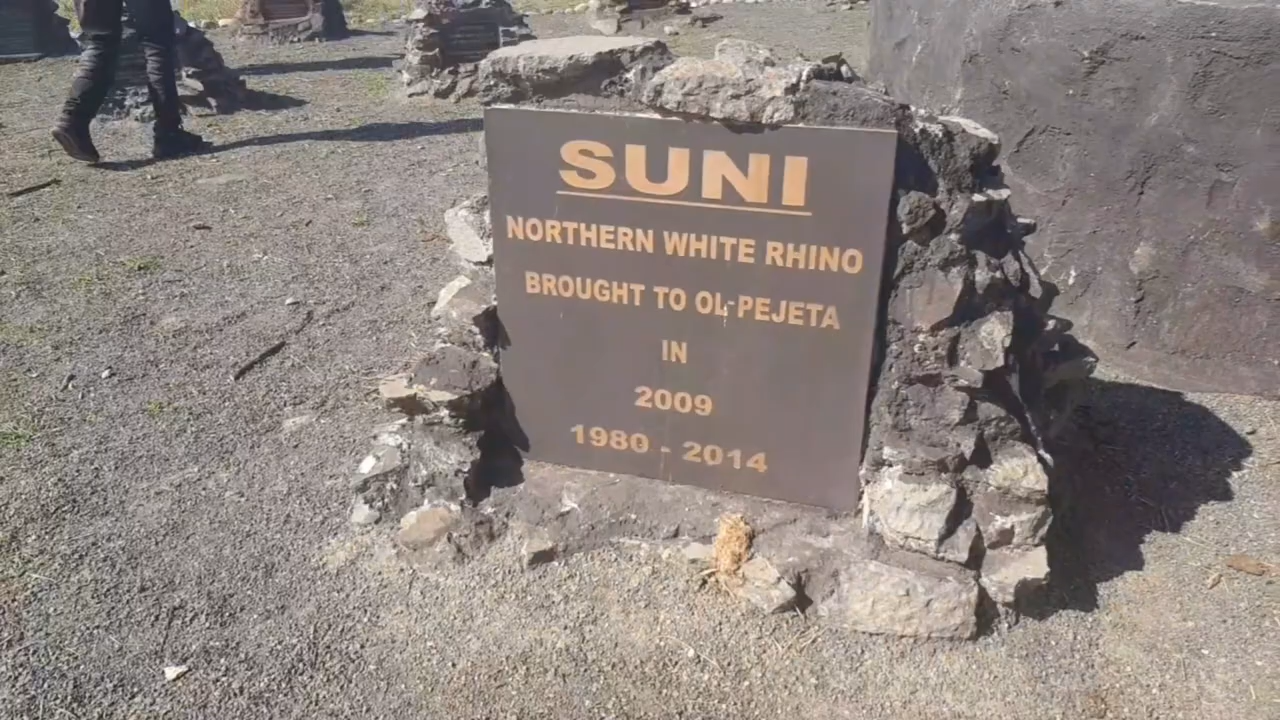 SUNI
NORTHERN WHITE RHINO
BROUGHT TO OL-PEJETA
IN
2009
1980 - 2014